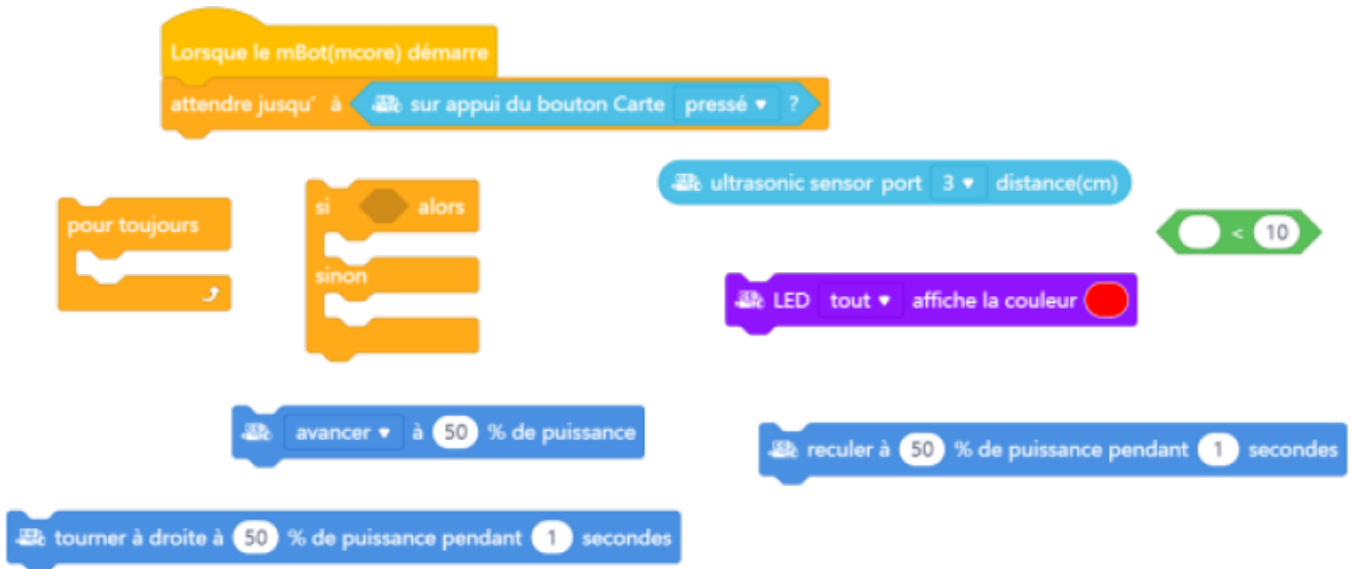 Lorsque le mBot(mcore) démarre
attendre jusqu' à sur appui du bouton Carte pressé ▾ ?
ultrasonic sensor port 3 ▾ distance(cm)
pour toujours
si alors
sinon
< 10
LED tout ▾ affiche la couleur
avancer ▾ à 50 % de puissance
reculer à 50 % de puissance pendant 1 secondes
tourner à droite à 50 % de puissance pendant 1 secondes